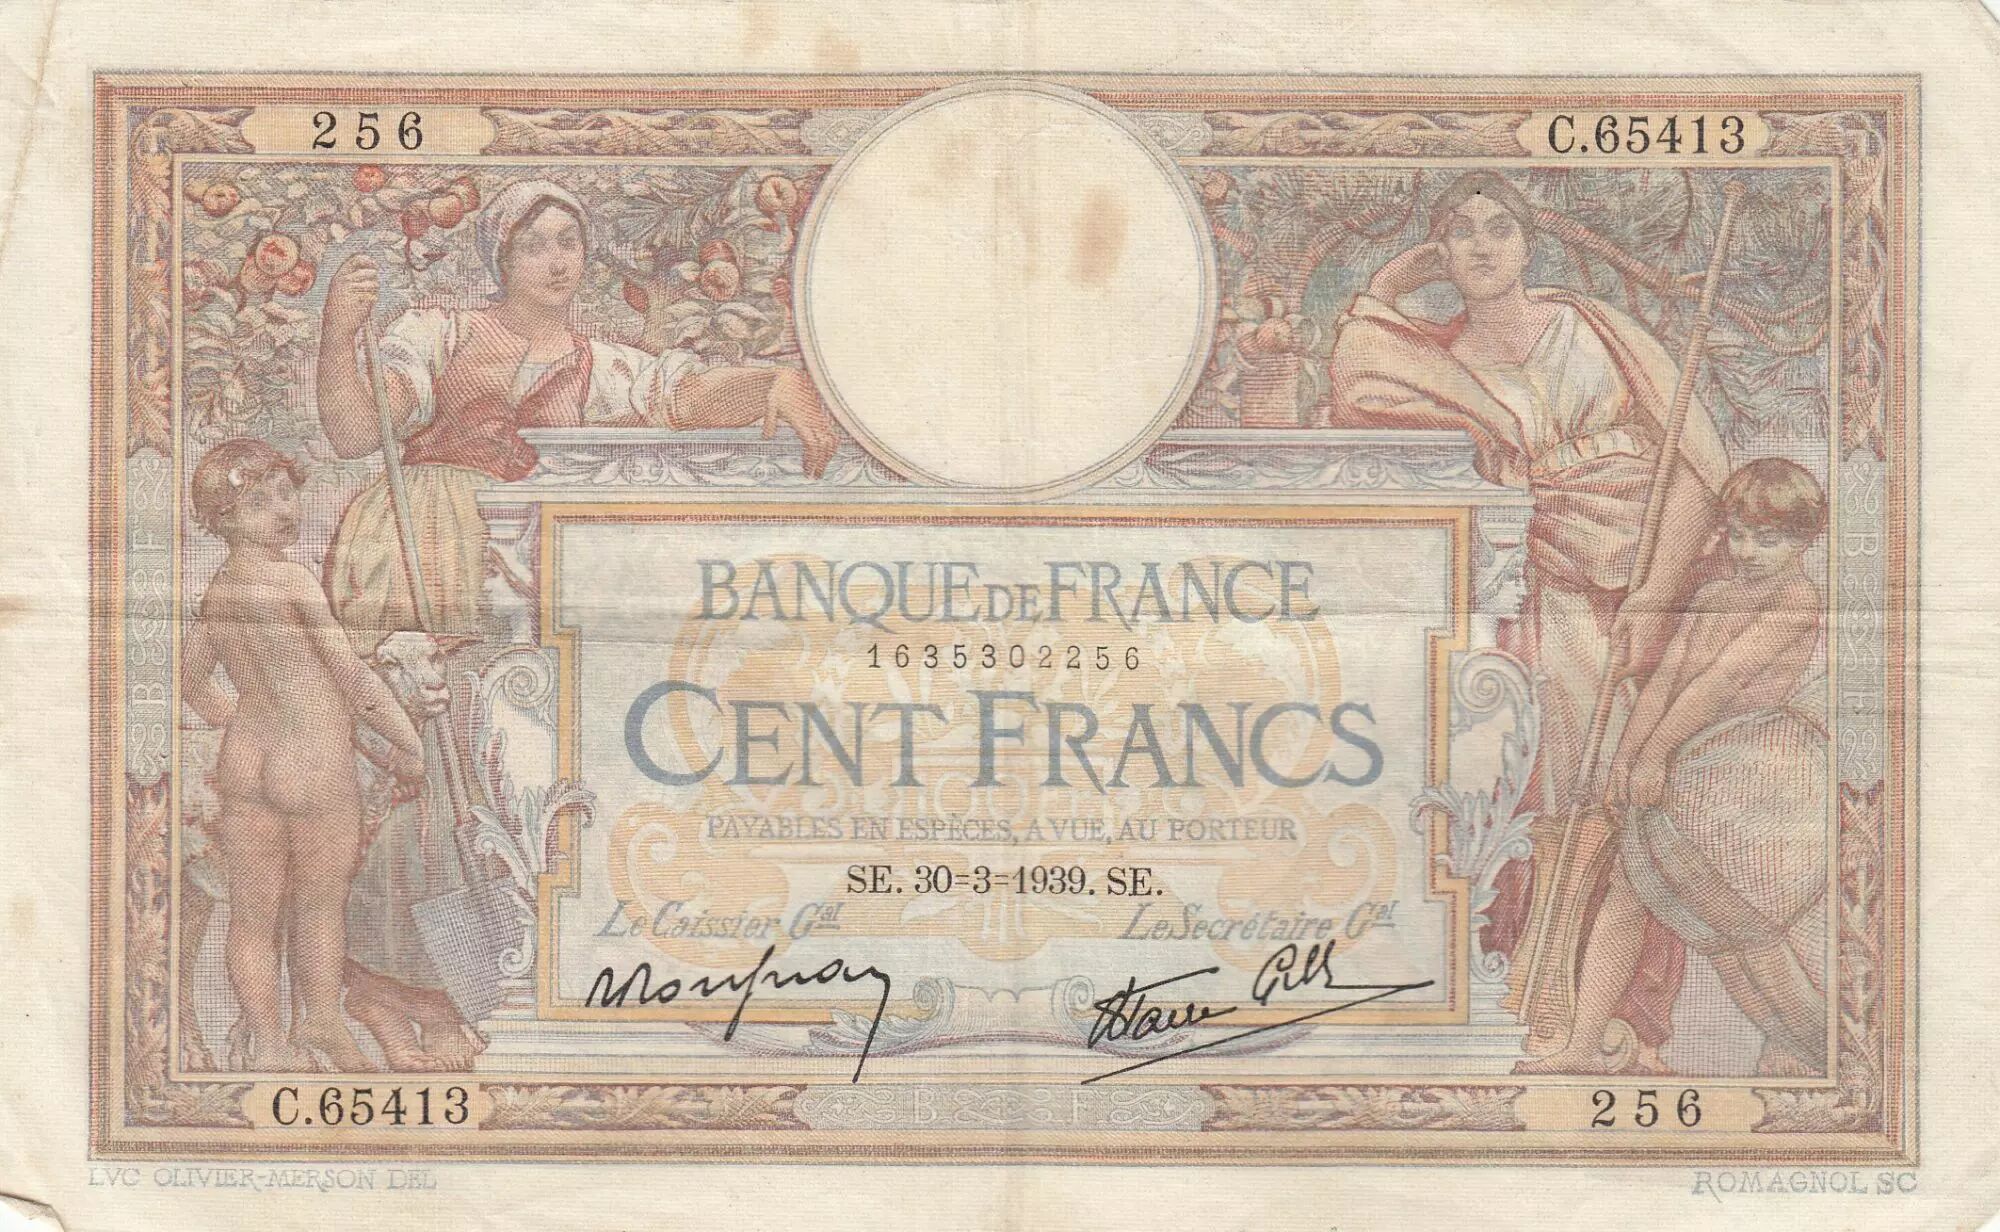 256
C.65413
BANQUE DE FRANCE
1635302256
CENT FRANCS
PAYABLES EN ESPÈCES, A VUE, AU PORTEUR
SE. 30=3=1939. SE.
Le Caissier Gal
Le Secrétaire Gal
C.65413
B F
256
LVC OLIVIER-MERSON DEL
ROMAGNOL SC